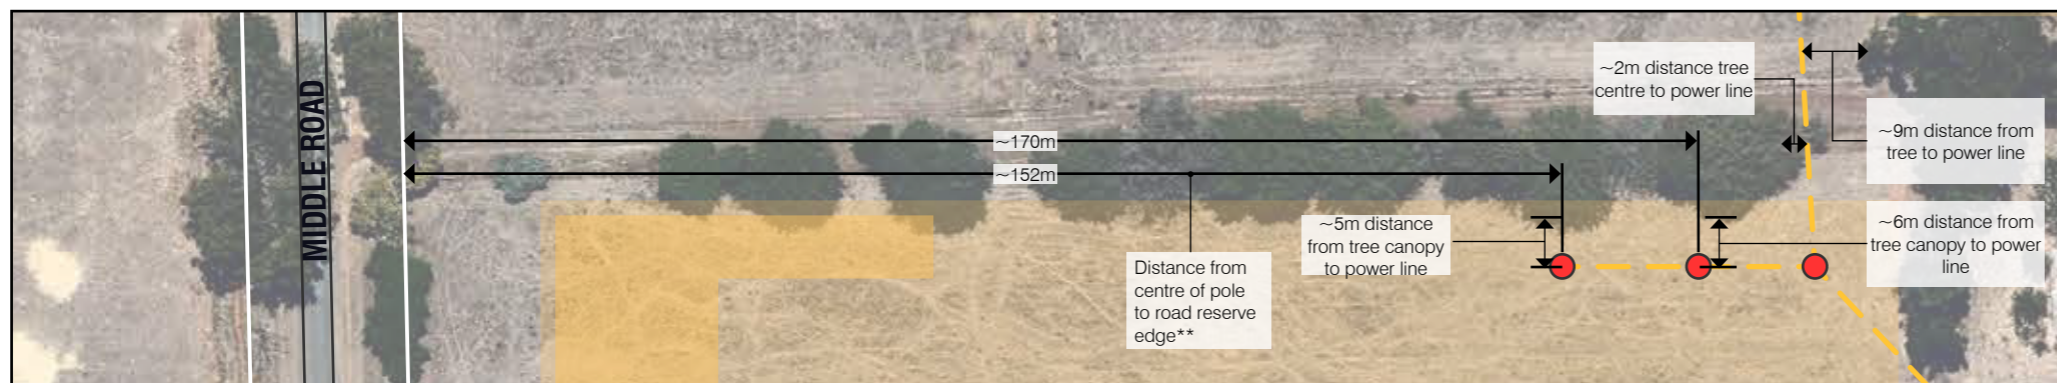 MIDDLE ROAD
~170m
~152m
Distance from
centre of pole
to road reserve
edge**
~5m distance
from tree canopy
to power line
~2m distance tree
centre to power line
~9m distance from
tree to power line
~6m distance from
tree canopy to power
line